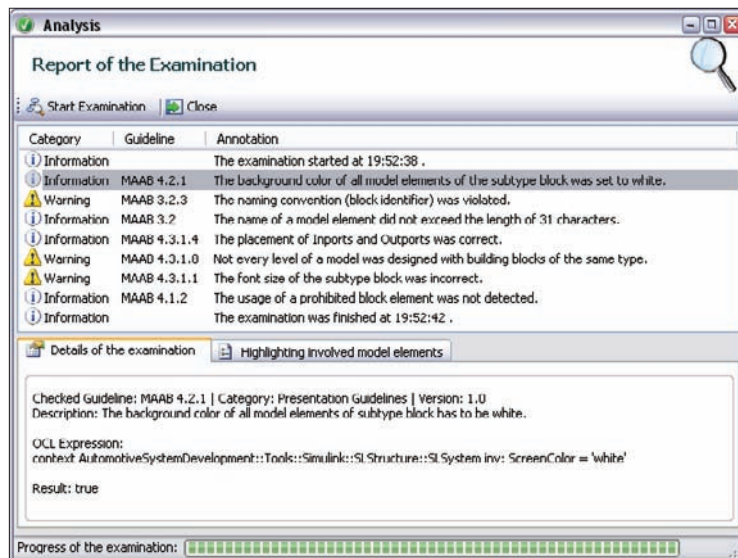 Analysis
Report of the Examination
Start Examination Close
Category Guideline Annotation
Information The examination started at 19:52:38 .
Information MAAB 4.2.1 The background color of all model elements of the subtype block was set to white.
Warning MAAB 3.2.3 The naming convention (block identifier) was violated.
Information MAAB 3.2 The name of a model element did not exceed the length of 31 characters.
Information MAAB 4.3.1.4 The placement of Inports and Outports was correct.
Warning MAAB 4.3.1.0 Not every level of a model was designed with building blocks of the same type.
Warning MAAB 4.3.1.1 The font size of the subtype block was incorrect.
Information MAAB 4.1.2 The usage of a prohibited block element was not detected.
Information The examination was finished at 19:52:42 .
Details of the examination Highlighting involved model elements
Checked Guideline: MAAB 4.2.1 | Category: Presentation Guidelines | Version: 1.0
Description: The background color of all model elements of subtype block has to be white.
OCL Expression:
context AutomotiveSystemDevelopment::Tools::Simulink::SLStructure::SLSystem inv: ScreenColor = 'white'
Result: true
Progress of the examination: